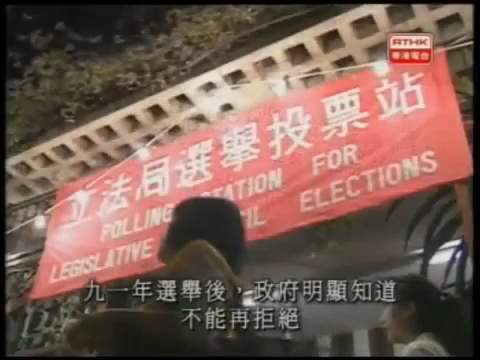 RTHK
香港電台
立法局選舉投票站
POLLING STATION FOR
LEGISLATIVE ELECTIONS
九一年選舉後，政府明顯知道
不能再拒絕